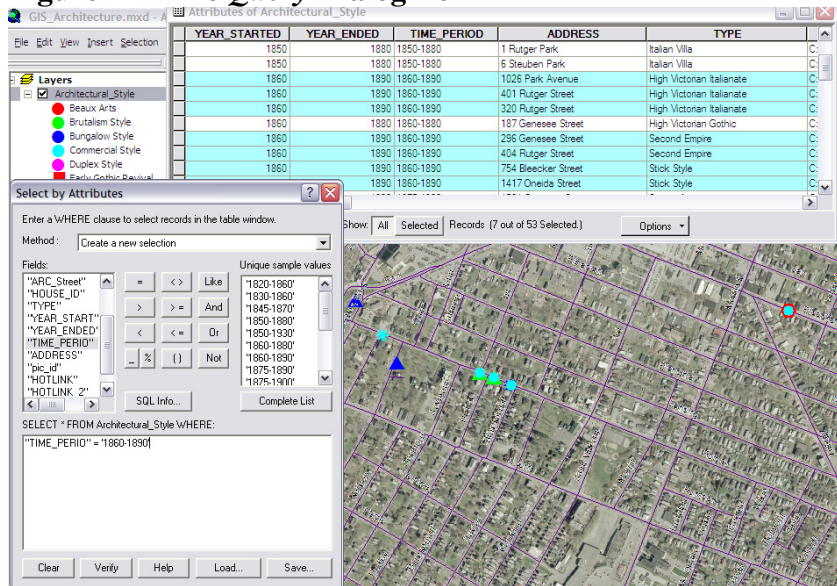 GIS_Architecture.mxd - A
Attributes of Architectural_Style
File Edit View Insert Selection
Layers
Architectural_Style
Beaux Arts
Brutalism Style
Bungalow Style
Commercial Style
Duplex Style
Early Gothic Revival
YEAR_STARTED YEAR_ENDED TIME_PERIOD ADDRESS TYPE
1850 1880 1850-1880 1 Rutger Park Italian Villa C:
1850 1880 1850-1880 6 Steuben Park Italian Villa C:
1860 1890 1860-1890 1026 Park Avenue High Victorian Italianate C:
1860 1890 1860-1890 401 Rutger Street High Victorian Italianate C:
1860 1890 1860-1890 320 Rutger Street High Victorian Italianate C:
1860 1880 1860-1880 187 Genesee Street High Victorian Gothic C:
1860 1890 1860-1890 296 Genesee Street Second Empire C:
1860 1890 1860-1890 404 Rutger Street Second Empire C:
1860 1890 1860-1890 754 Bleecker Street Stick Style C:
1890 1860-1890 1417 Oneida Street Stick Style C:
Show: All Selected Records (7 out of 53 Selected.) Options
Select by Attributes
Enter a WHERE clause to select records in the table window.
Method : Create a new selection
Fields: Unique sample values
"ARC_Street"
"HOUSE_ID"
"TYPE"
"YEAR_START"
"YEAR_ENDED"
"TIME_PERIO"
"ADDRESS"
"pic_id"
"HOTLINK"
"HOTLINK_2"
= <> Like
> >= And
< <= Or
_ % () Not
'1820-1860'
'1830-1860'
'1845-1870'
'1850-1880'
'1850-1930'
'1860-1880'
'1860-1890'
'1875-1890'
'1875-1900'
SQL Info... Complete List
SELECT * FROM Architectural_Style WHERE:
"TIME_PERIO" = '1860-1890'
Clear Verify Help Load... Save...